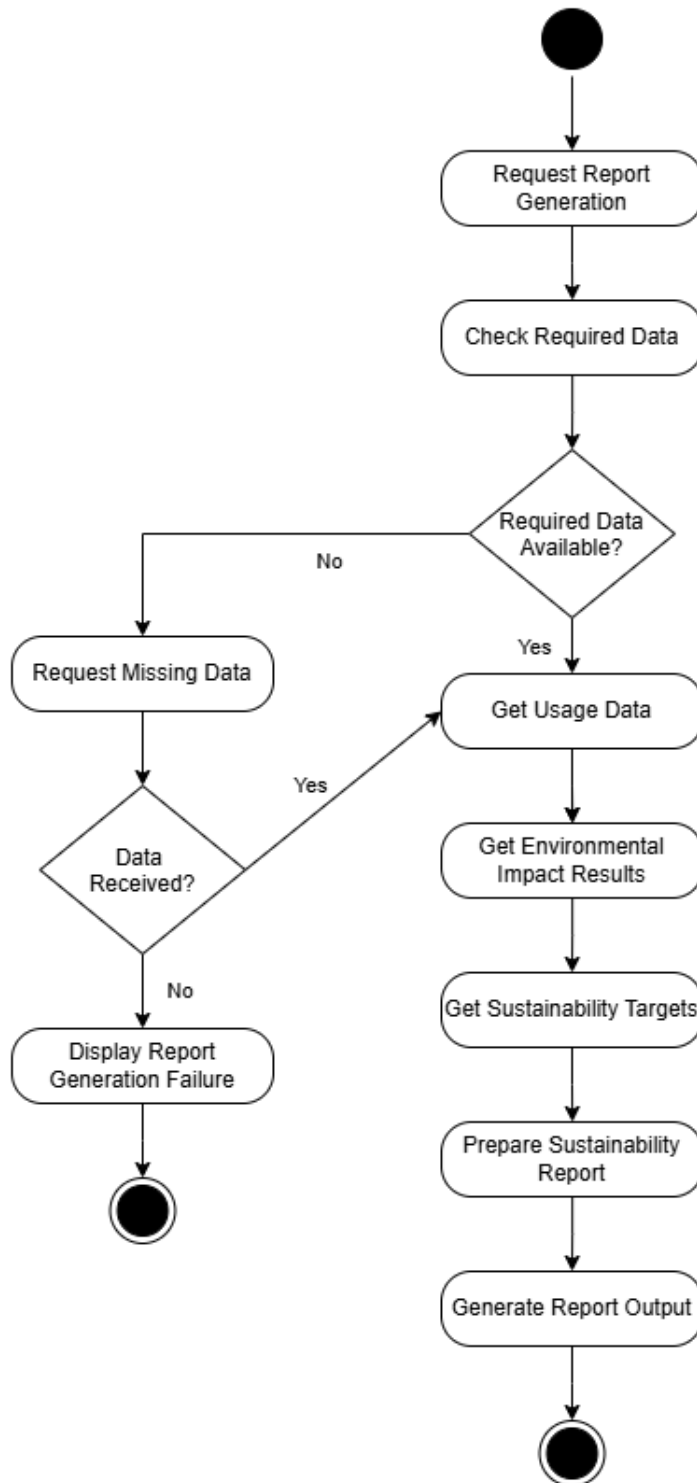 Request Report
Generation
Check Required Data
Required Data
Available?
No
Yes
Request Missing Data
Get Usage Data
Yes
Data
Received?
Get Environmental
Impact Results
No
Get Sustainability Targets
Display Report
Generation Failure
Prepare Sustainability
Report
Generate Report Output